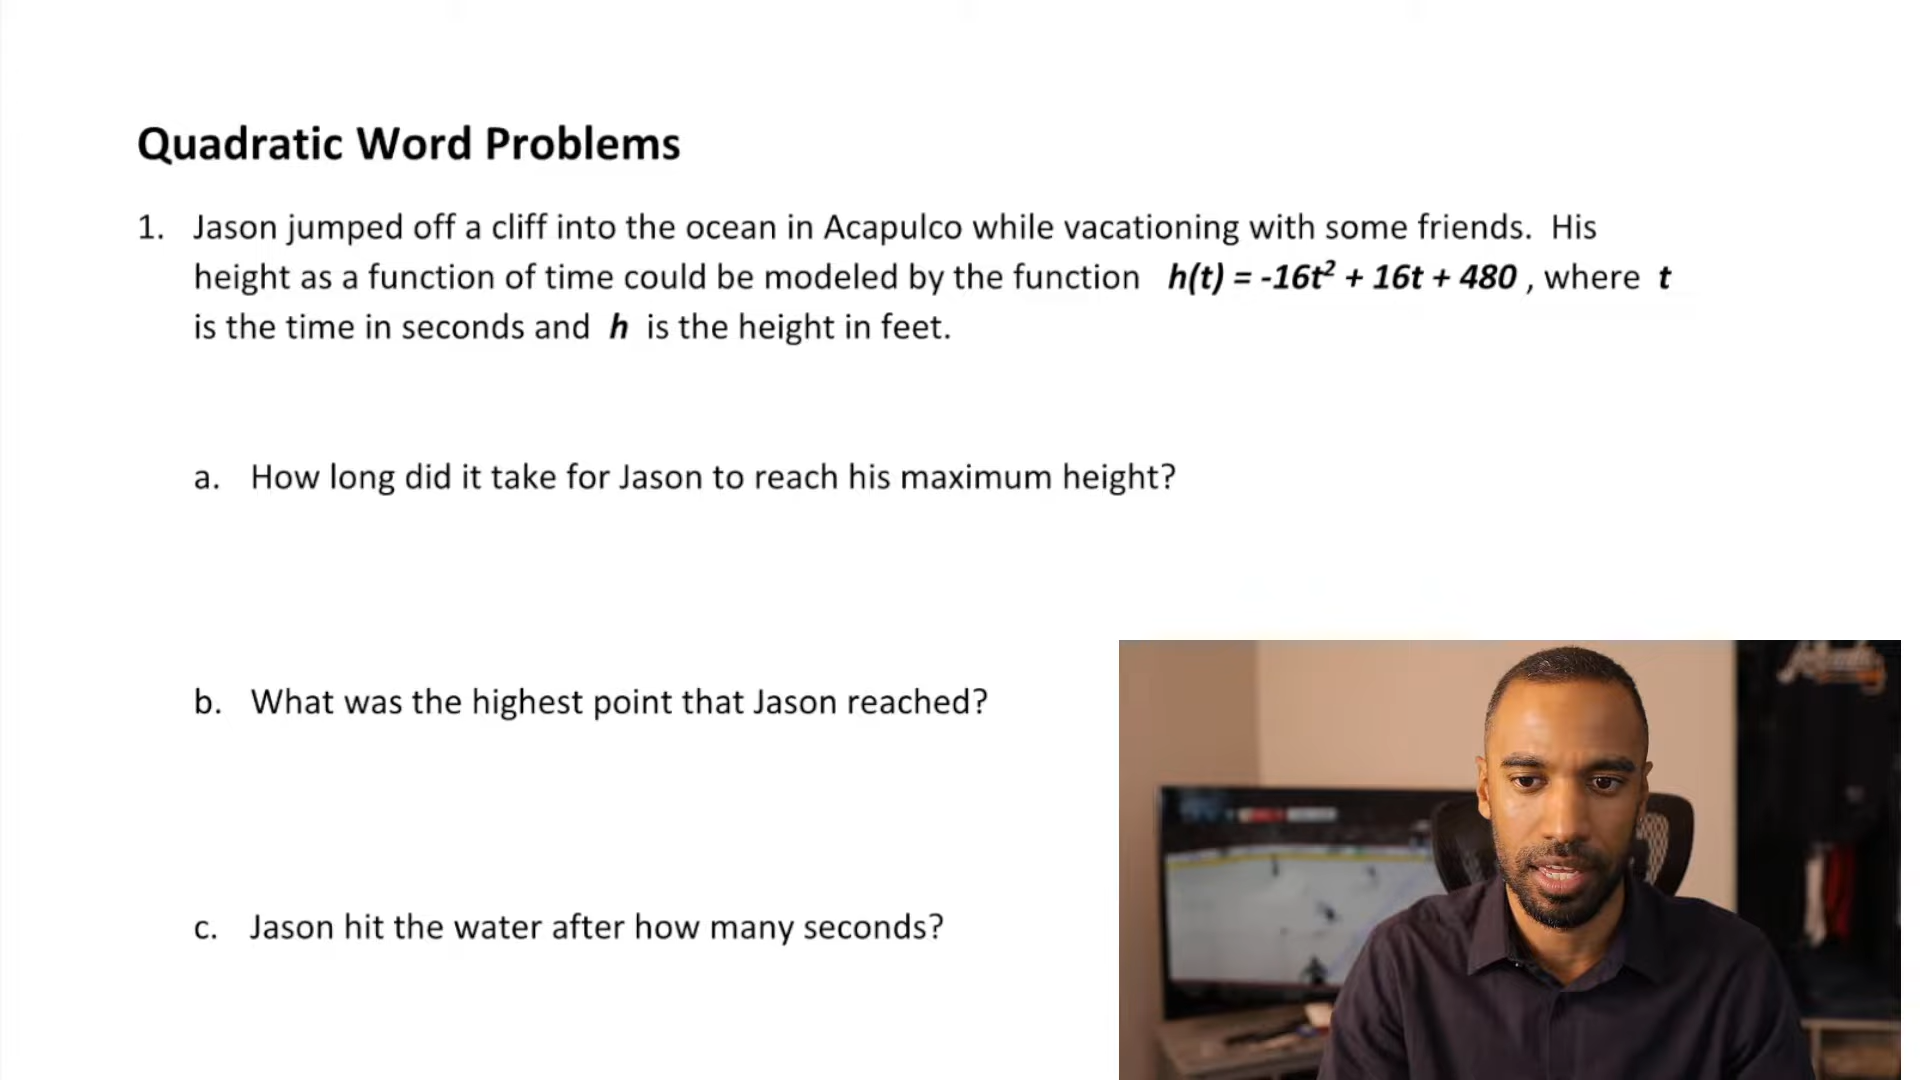 Quadratic Word Problems
1. Jason jumped off a cliff into the ocean in Acapulco while vacationing with some friends. His
height as a function of time could be modeled by the function h(t) = -16t² + 16t + 480 , where t
is the time in seconds and h is the height in feet.
a. How long did it take for Jason to reach his maximum height?
b. What was the highest point that Jason reached?
c. Jason hit the water after how many seconds?